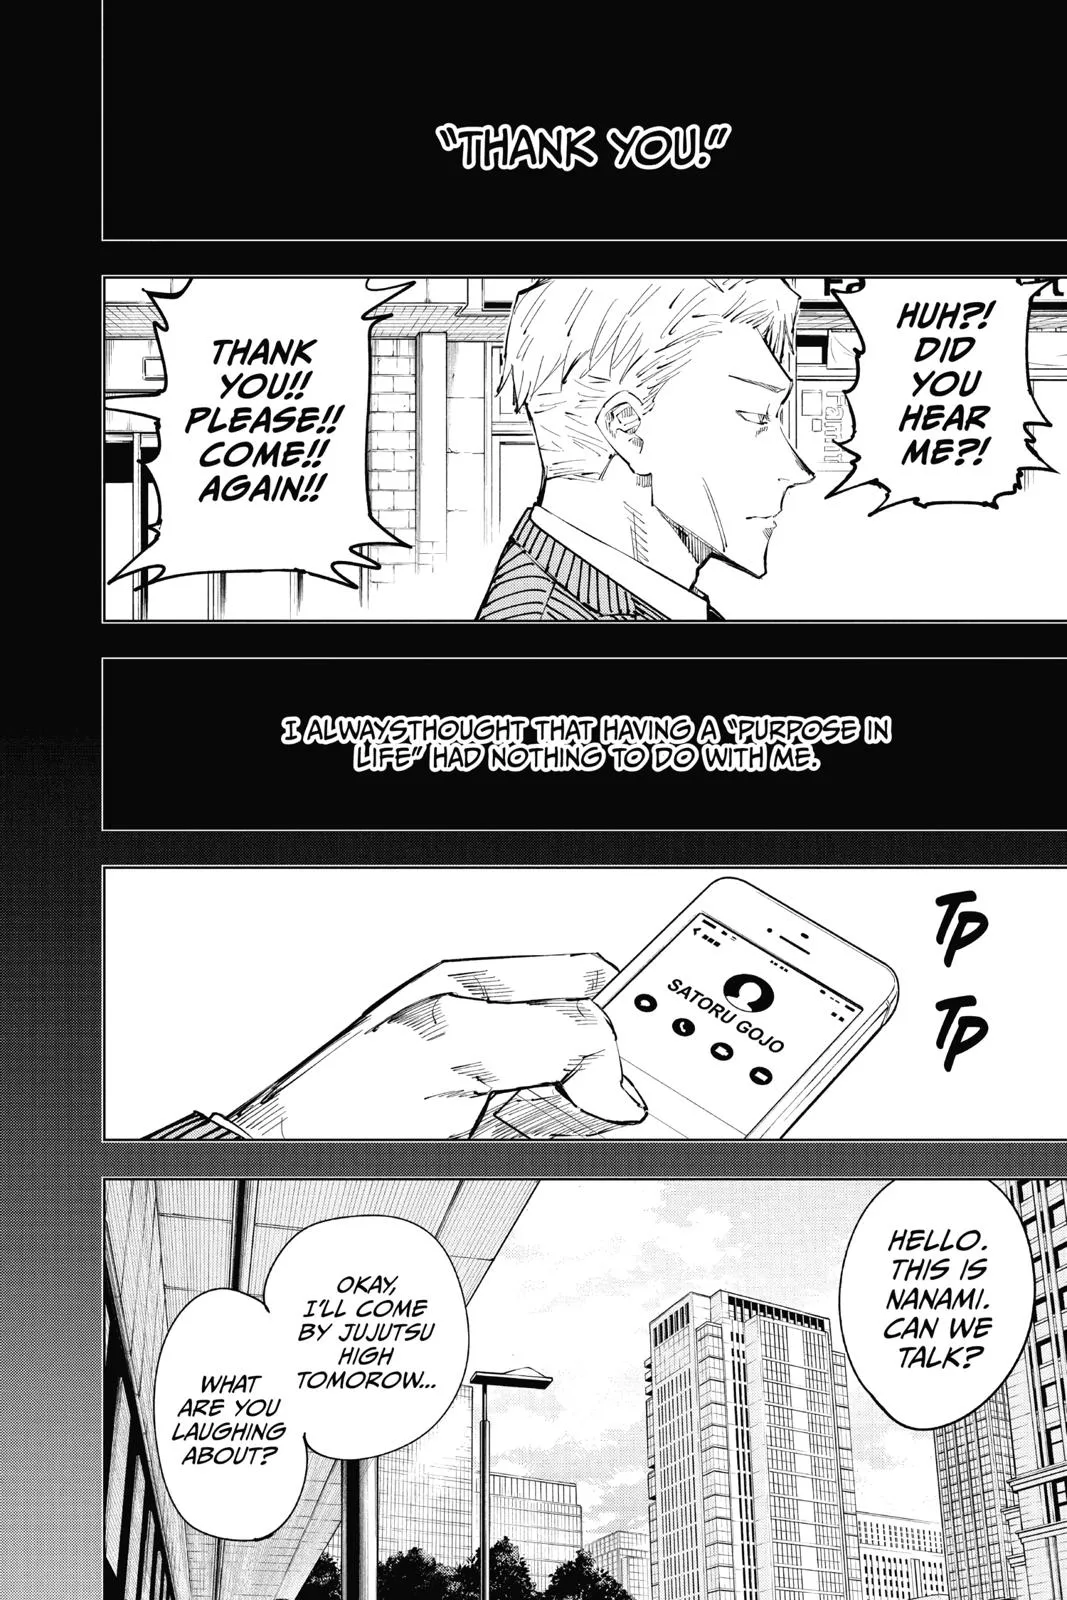 "THANK YOU."
HUH?!
DID
YOU
HEAR
ME?!
THANK
YOU!!
PLEASE!!
COME!!
AGAIN!!
I ALWAYSTHOUGHT THAT HAVING A "PURPOSE IN
LIFE" HAD NOTHING TO DO WITH ME.
TP
TP
SATORU GOJO
HELLO.
THIS IS
NANAMI.
CAN WE
TALK?
OKAY,
I'LL COME
BY JUJUTSU
HIGH
TOMOROW...
WHAT
ARE YOU
LAUGHING
ABOUT?